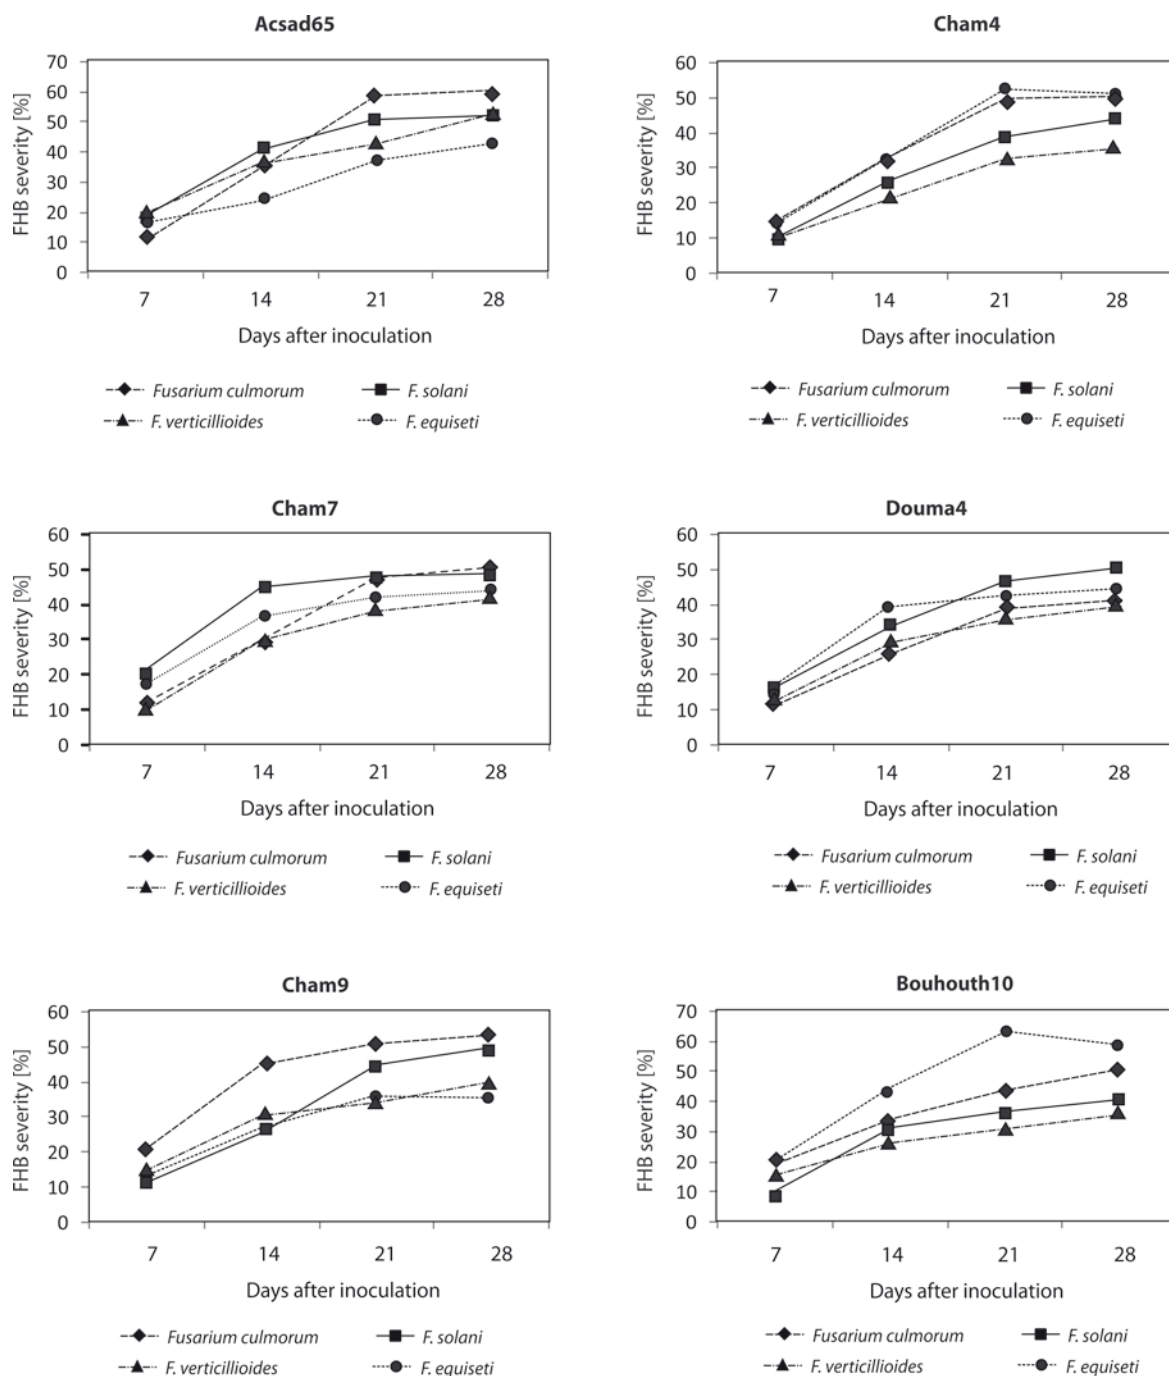 Acsad65
FHB severity [%]
70
60
50
40
30
20
10
0
7 14 21 28
Days after inoculation
Fusarium culmorum F. solani
F. verticillioides F. equiseti
Cham4
FHB severity [%]
60
50
40
30
20
10
0
7 14 21 28
Days after inoculation
Fusarium culmorum F. solani
F. verticillioides F. equiseti
Cham7
FHB severity [%]
60
50
40
30
20
10
0
7 14 21 28
Days after inoculation
Fusarium culmorum F. solani
F. verticillioides F. equiseti
Douma4
FHB severity [%]
60
50
40
30
20
10
0
7 14 21 28
Days after inoculation
Fusarium culmorum F. solani
F. verticillioides F. equiseti
Cham9
FHB severity [%]
60
50
40
30
20
10
0
7 14 21 28
Days after inoculation
Fusarium culmorum F. solani
F. verticillioides F. equiseti
Bouhouth10
FHB severity [%]
70
60
50
40
30
20
10
0
7 14 21 28
Days after inoculation
Fusarium culmorum F. solani
F. verticillioides F. equiseti